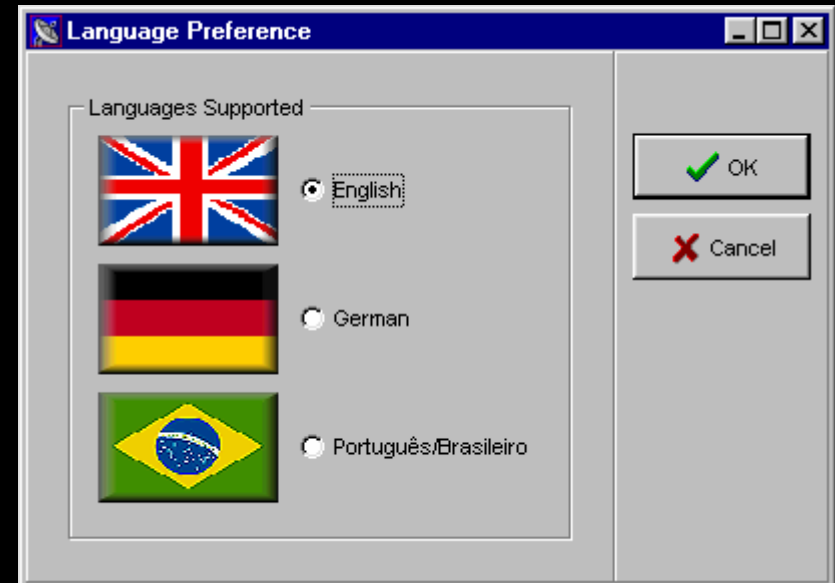 Language Preference
Languages Supported
English
German
Português/Brasileiro
OK
Cancel